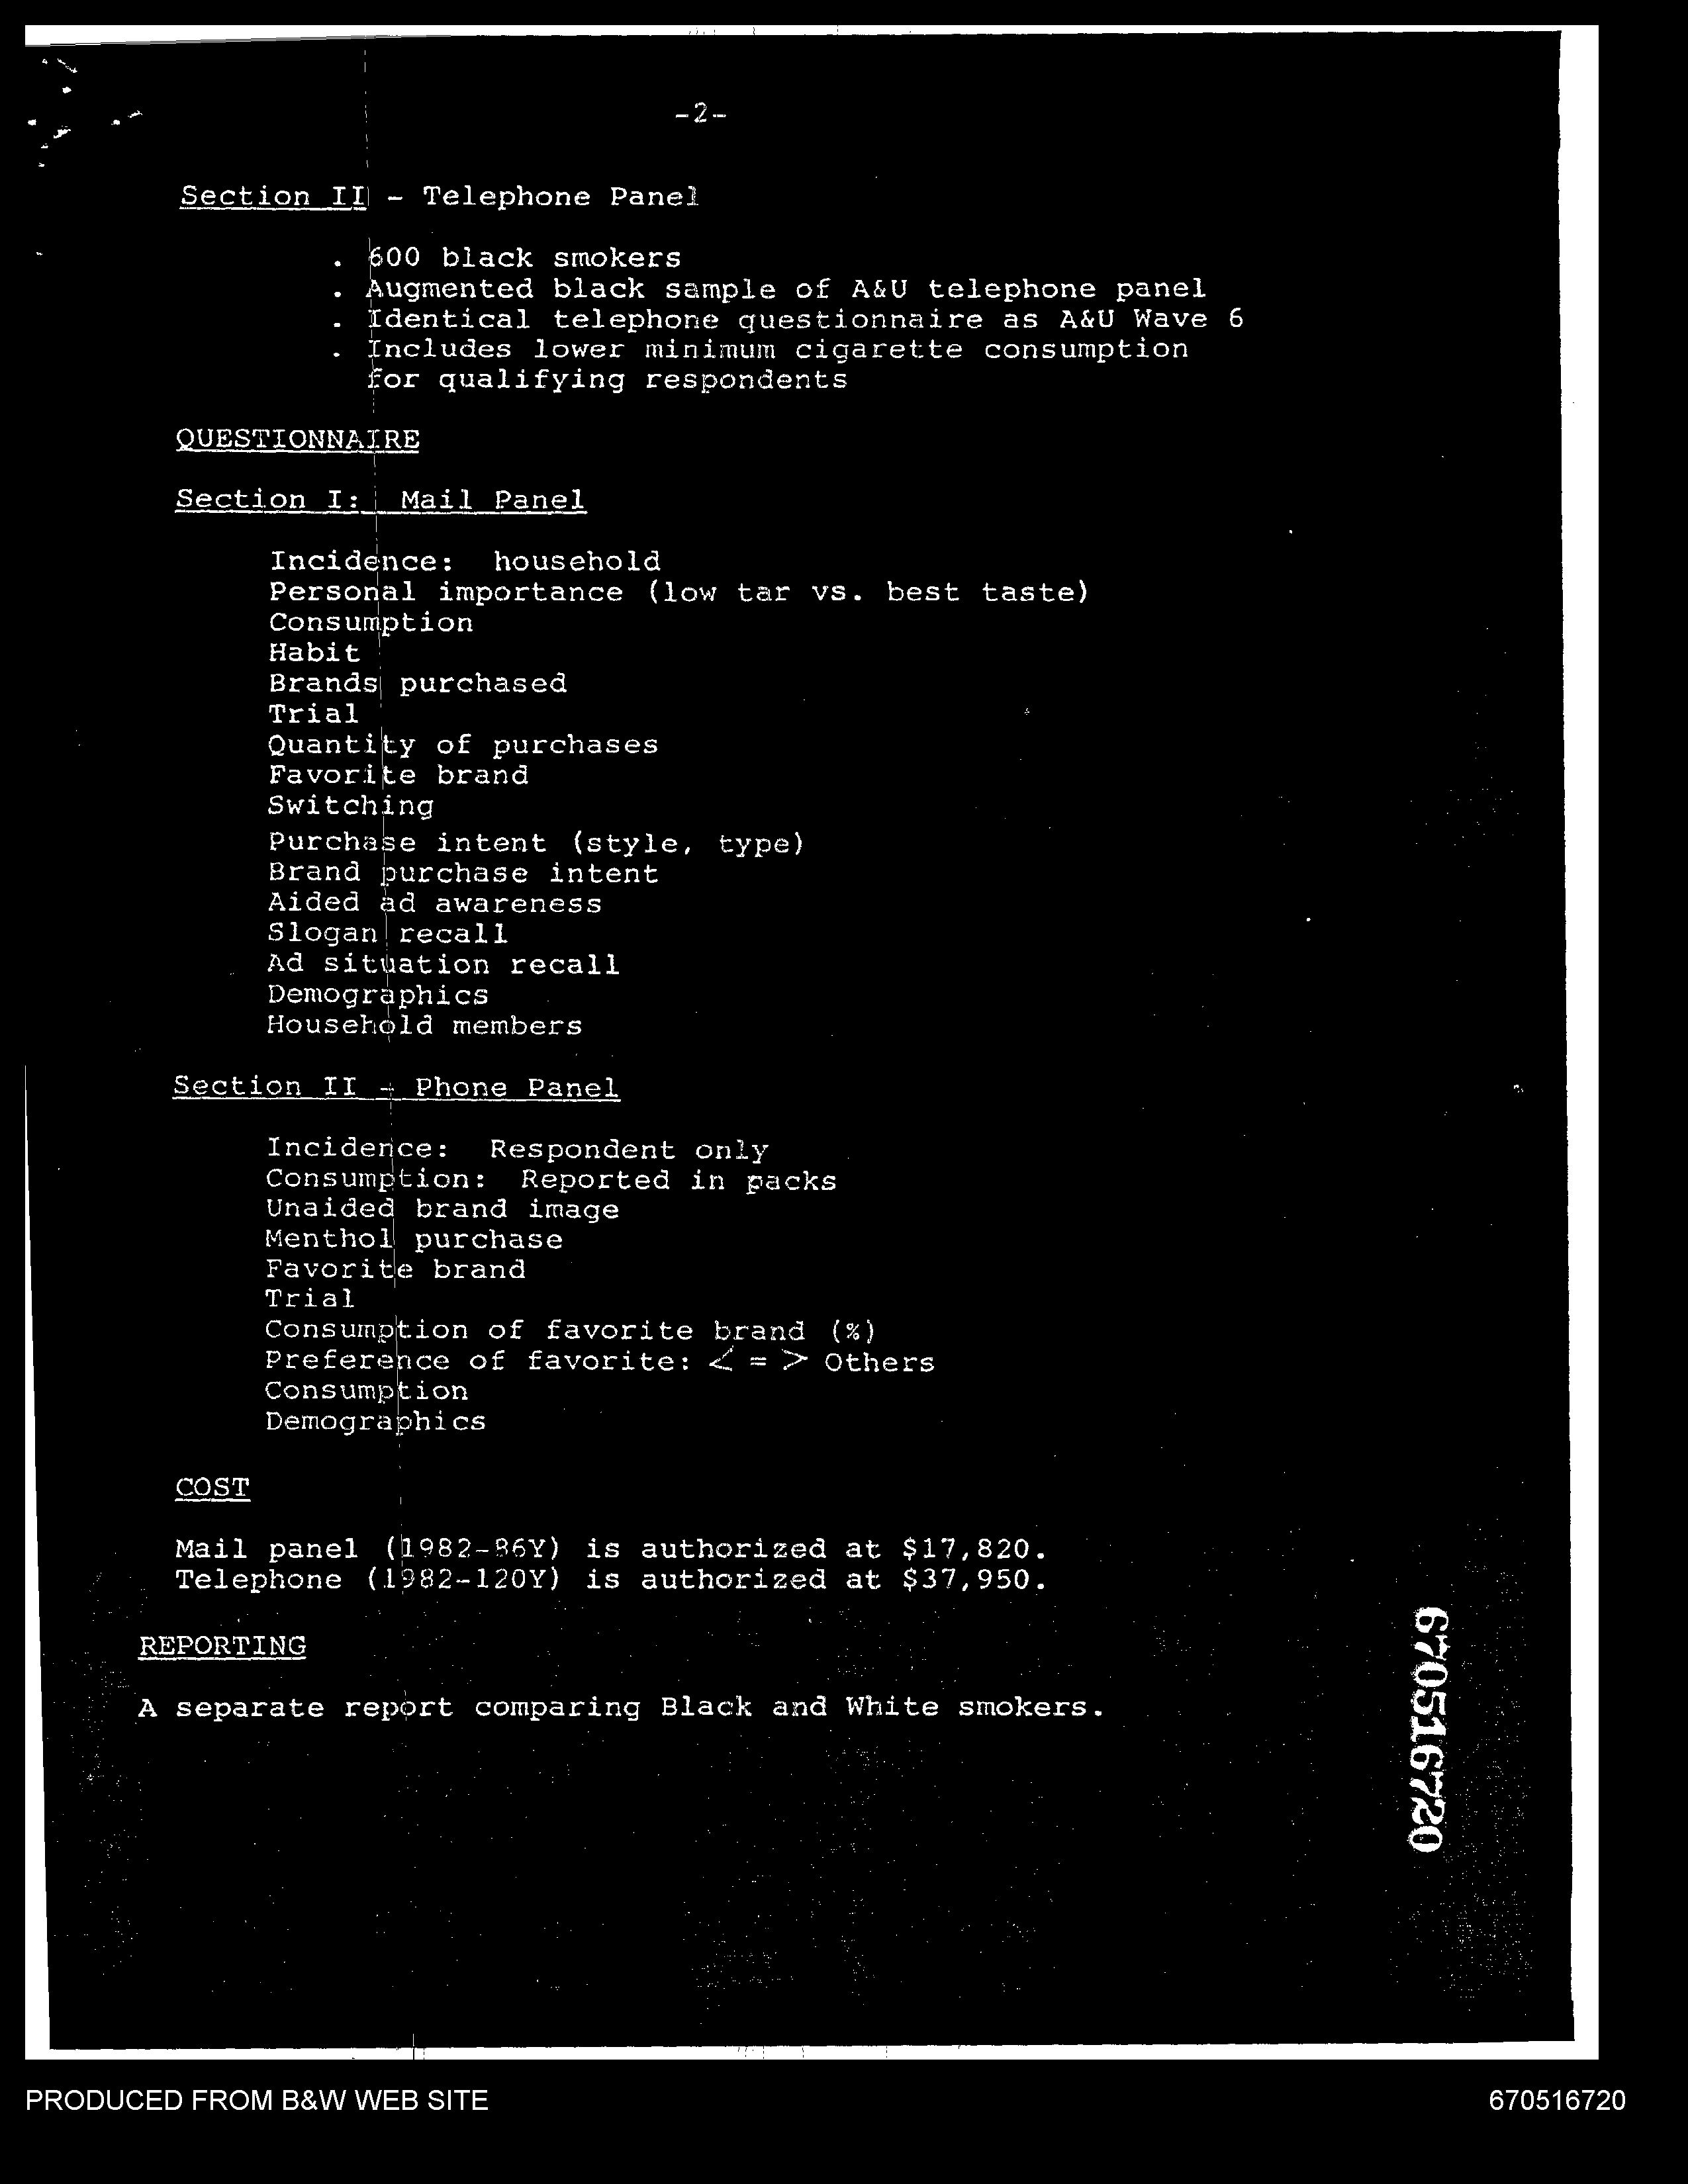 -2-
Section II - Telephone Panel
. 600 black smokers
. Augmented black sample of A&U telephone panel
. Identical telephone questionnaire as A&U Wave 6
. Includes lower minimum cigarette consumption
for qualifying respondents
QUESTIONNAIRE
Section I: Mail Panel
Incidence: household
Personal importance (low tar vs. best taste)
Consumption
Habit
Brands purchased
Trial
Quantity of purchases
Favorite brand
Switching
Purchase intent (style, type)
Brand purchase intent
Aided ad awareness
Slogan recall
Ad situation recall
Demographics
Household members
Section II - Phone Panel
Incidence: Respondent only
Consumption: Reported in packs
Unaided brand image
Menthol purchase
Favorite brand
Trial
Consumption of favorite brand (%)
Preference of favorite: < = > Others
Consumption
Demographics
COST
Mail panel (1982-86Y) is authorized at $17,820.
Telephone (1982-120Y) is authorized at $37,950.
REPORTING
A separate report comparing Black and White smokers.
670516720
PRODUCED FROM B&W WEB SITE
670516720